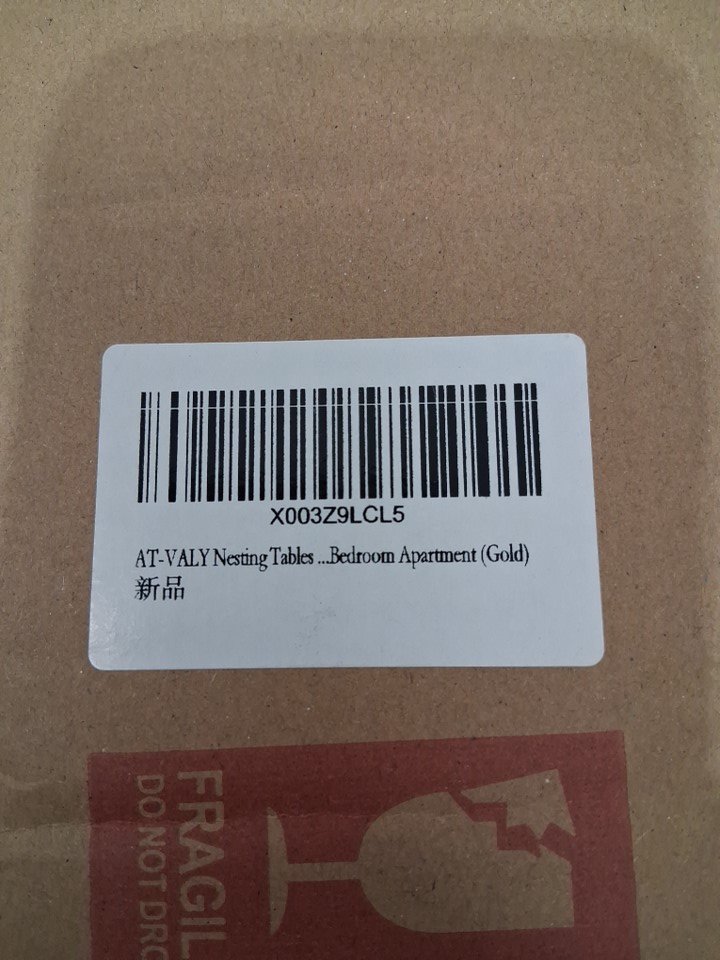 X003Z9LCL5
AT-VALY Nesting Tables ...Bedroom Apartment (Gold)
新品
FRAGIL
DO NOT DRO